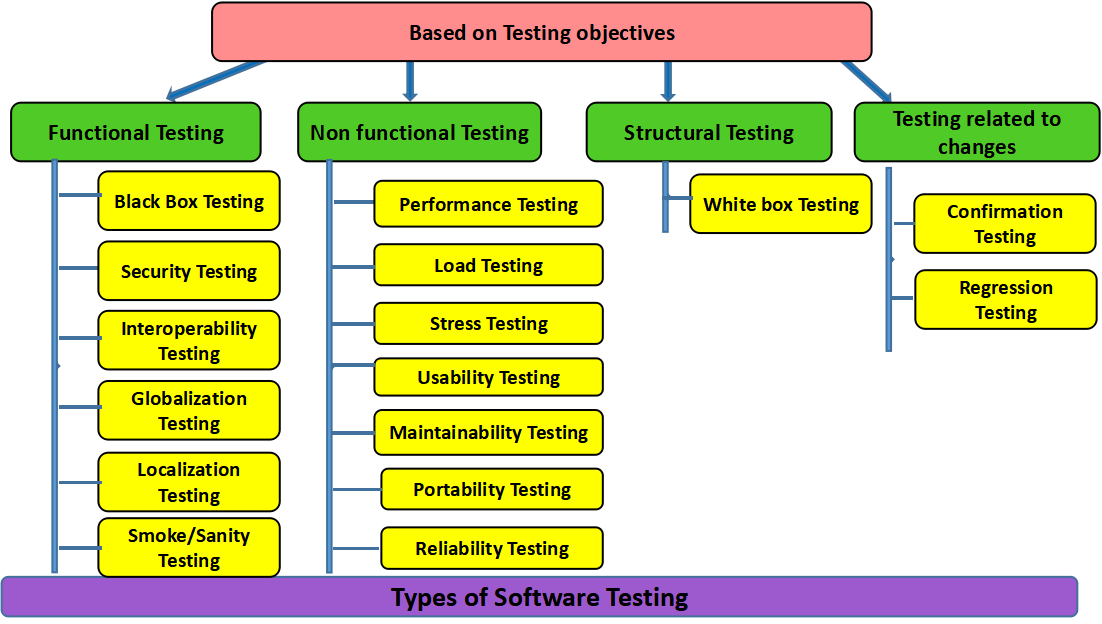 Based on Testing objectives
Functional Testing
Black Box Testing
Security Testing
Interoperability
Testing
Globalization
Testing
Localization
Testing
Smoke/Sanity
Testing
Non functional Testing
Performance Testing
Load Testing
Stress Testing
Usability Testing
Maintainability Testing
Portability Testing
Reliability Testing
Structural Testing
White box Testing
Testing related to
changes
Confirmation
Testing
Regression
Testing
Types of Software Testing